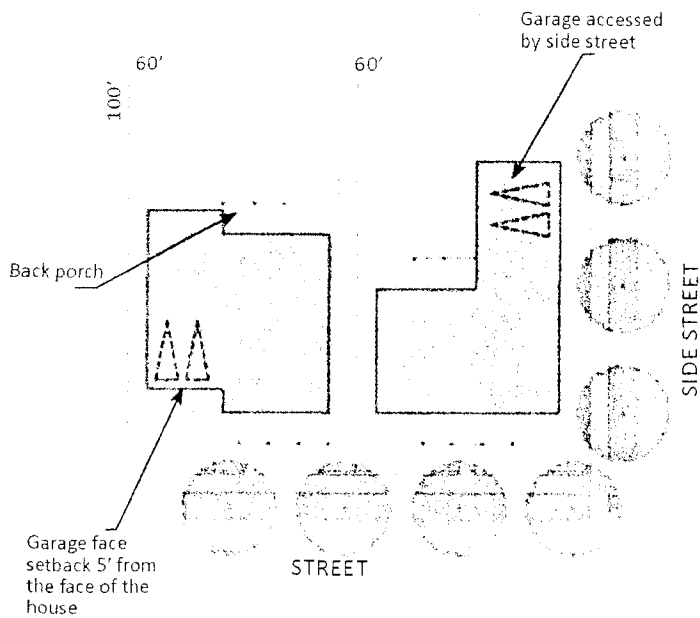 Garage accessed
by side street
60'
60'
100'
Back porch
SIDE STREET
Garage face
setback 5' from
the face of the
house
STREET